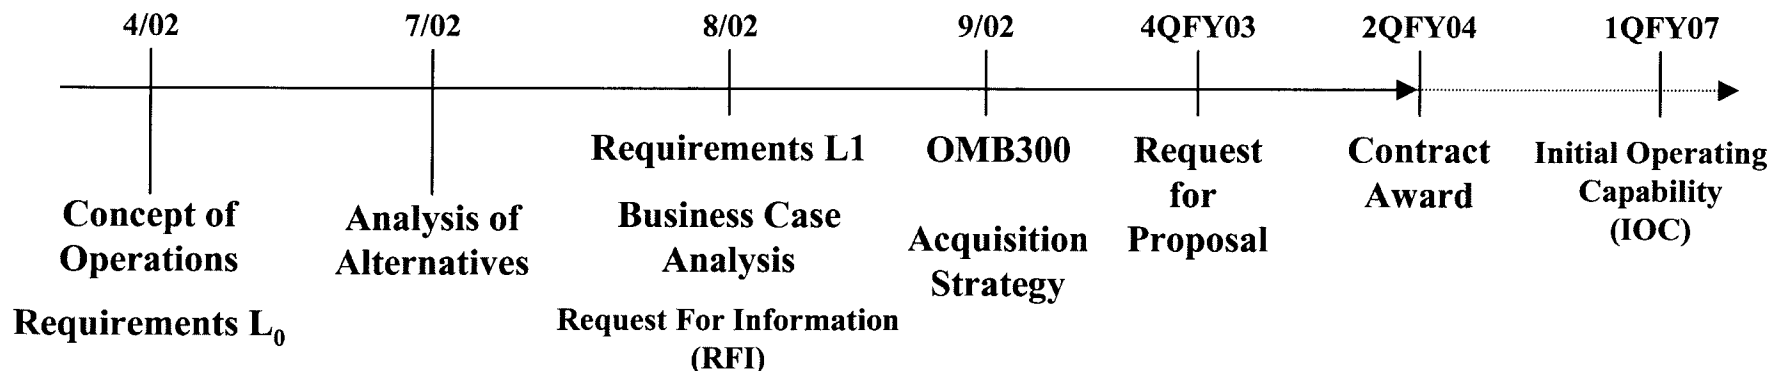 4/02
7/02
8/02
9/02
4QFY03
2QFY04
1QFY07
Concept of
Operations
Requirements L₀
Analysis of
Alternatives
Requirements L1
Business Case
Analysis
Request For Information
(RFI)
OMB300
Acquisition
Strategy
Request
for
Proposal
Contract
Award
Initial Operating
Capability
(IOC)